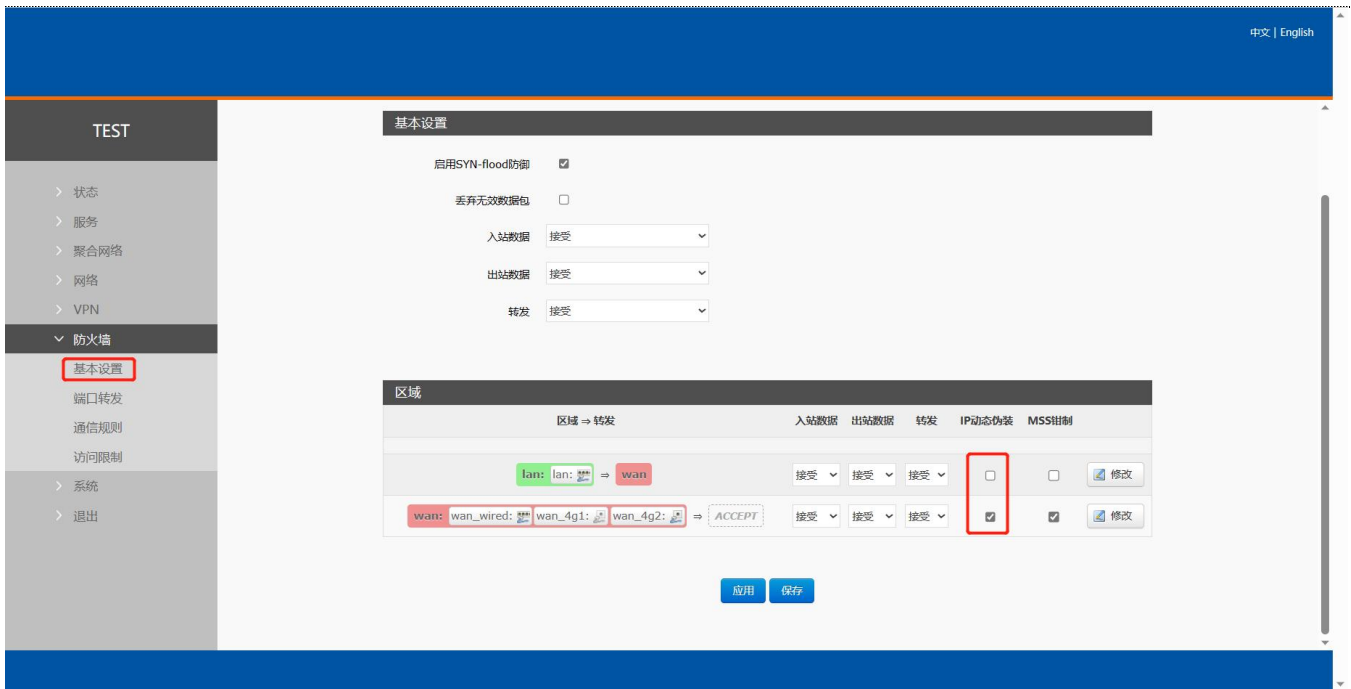 中文 | English
TEST
状态
服务
聚合网络
网络
VPN
防火墙
基本设置
端口转发
通信规则
访问限制
系统
退出
基本设置
启用SYN-flood防御
丢弃无效数据包
入站数据 接受
出站数据 接受
转发 接受
区域
区域 ⇒ 转发 入站数据 出站数据 转发 IP动态伪装 MSS钳制
lan: lan: ⇒ wan 接受 接受 接受 修改
wan: wan_wired: wan_4g1: wan_4g2: ⇒ ACCEPT 接受 接受 接受 修改
应用 保存